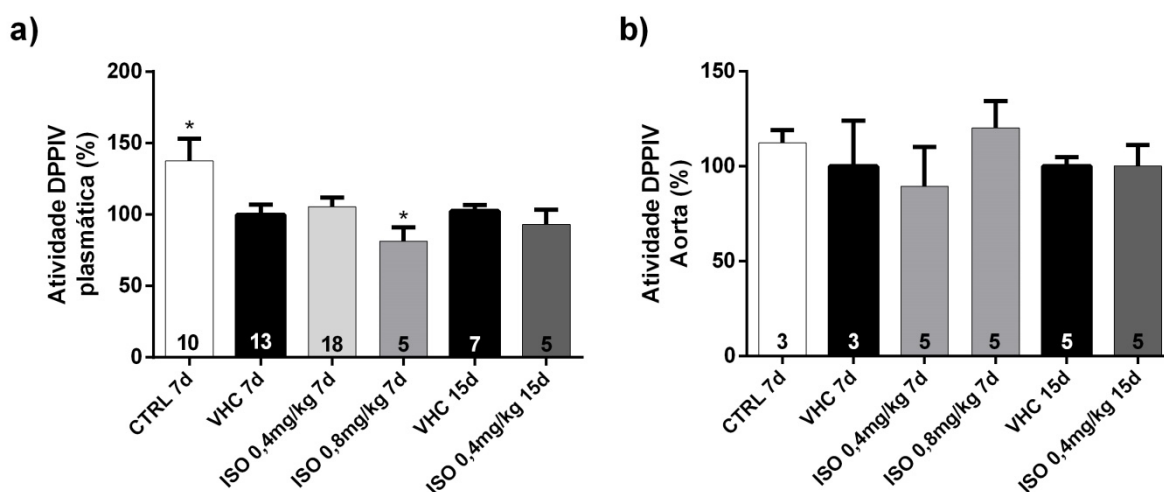 a)
Atividade DPPIV
plasmática (%)
200
150
100
50
0
*
*
10
13
18
5
7
5
CTRL 7d
VHC 7d
ISO 0,4mg/kg 7d
ISO 0,8mg/kg 7d
VHC 15d
ISO 0,4mg/kg 15d
b)
Atividade DPPIV
Aorta (%)
150
100
50
0
3
3
5
5
5
5
CTRL 7d
VHC 7d
ISO 0,4mg/kg 7d
ISO 0,8mg/kg 7d
VHC 15d
ISO 0,4mg/kg 15d